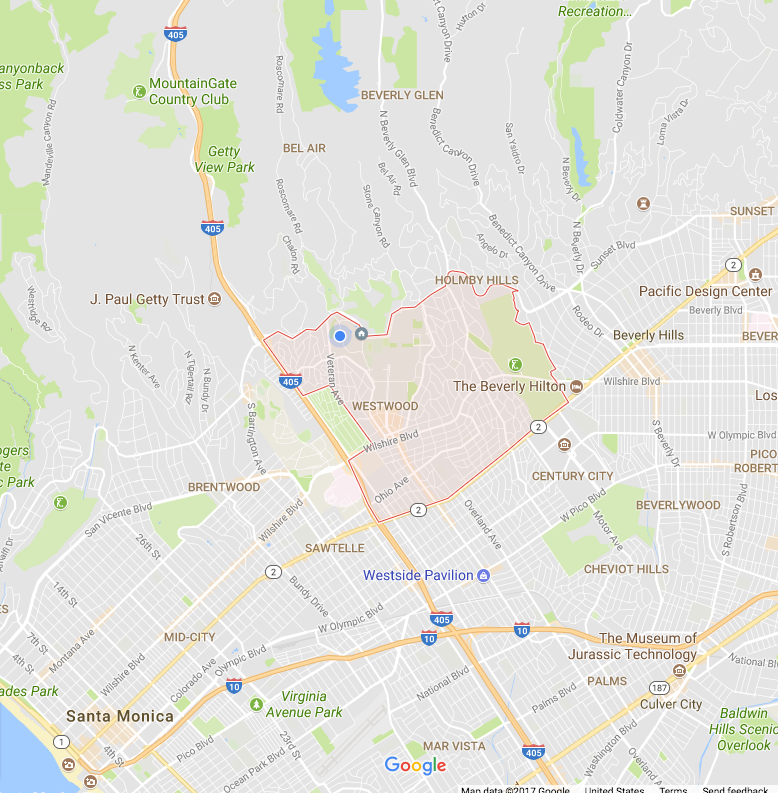 405
Recreation...
anyonback
ss Park
MountainGate
Country Club
BEVERLY GLEN
Roscomare Rd
N Beverly Glen Blvd
Benedict Canyon Drive
Coldwater Canyon Dr
Loma Vista Dr
San Ysidro Dr
Mandeville Canyon Rd
Getty
View Park
BEL AIR
Bel Air Rd
N Beverly Dr
Stone Canyon Rd
Roscomare Rd
Chalon Rd
405
Angelo Dr
Benedict Canyon Drive
N Beverly Dr
Sunset Blvd
SUNSET
2
HOLMBY HILLS
Pacific Design Center
J. Paul Getty Trust
Westridge Rd
Rodeo Dr
Beverly Blvd
Beverly Hills
BEVER
N Kenter Ave
N Tigertail Rd
N Bundy Dr
405
Veteran Ave
The Beverly Hilton
Wilshire Blvd
Los
WESTWOOD
S Barrington Ave
Wilshire Blvd
2
S Beverly Dr
W Olympic Blvd
ogers
te
c Park
PICO
ROBERT
CENTURY CITY
BRENTWOOD
Ohio Ave
2
W Pico Blvd
BEVERLYWOOD
San Vicente Blvd
Wilshire Blvd
Overland Ave
Motor Ave
S Robertson Blvd
26th St
SAWTELLE
2
Westside Pavilion
CHEVIOT HILLS
14th St
Bundy Drive
ES
7th St
4th St
Montana Ave
MID-CITY
W Olympic Blvd
405
10
10
The Museum of
Jurassic Technology
Wilshire Blvd
Colorado Ave
Olympic Blvd
10
National Blvd
National Blvd
PALMS
187
Palms Blvd
Culver City
ades Park
Virginia
Avenue Park
Santa Monica
Baldwin
Hills Scenic
Overlook
1
4th St
Pico Blvd
23rd St
MAR VISTA
405
Washington Blvd
Overland Ave
Ocean Park Blvd
Google
Map data ©2017 Google
United States
Terms
Send feedback